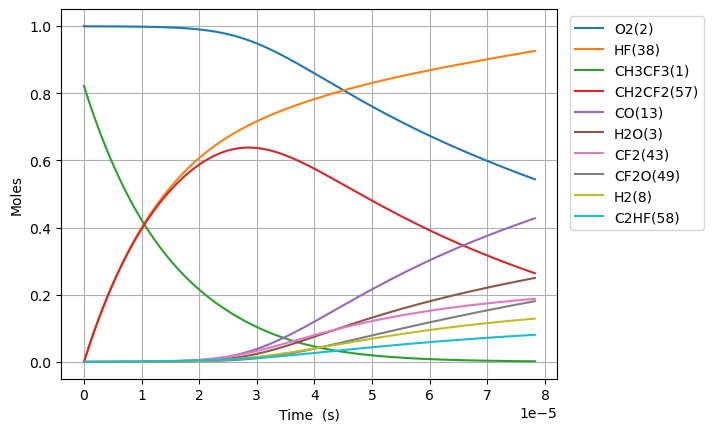 1.0
0.8
0.6
0.4
0.2
0.0
Moles
0 1 2 3 4 5 6 7 8
1e-5
Time (s)
O2(2)
HF(38)
CH3CF3(1)
CH2CF2(57)
CO(13)
H2O(3)
CF2(43)
CF2O(49)
H2(8)
C2HF(58)